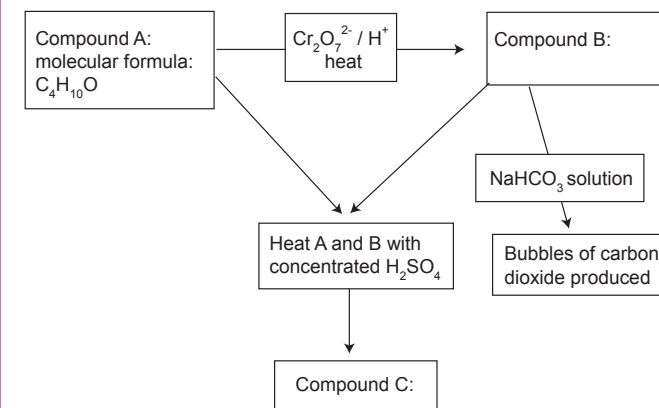 Compound A:
molecular formula:
C₄H₁₀O
Cr₂O₇²⁻ / H⁺
heat
Compound B:
NaHCO₃ solution
Heat A and B with
concentrated H₂SO₄
Bubbles of carbon
dioxide produced
Compound C: